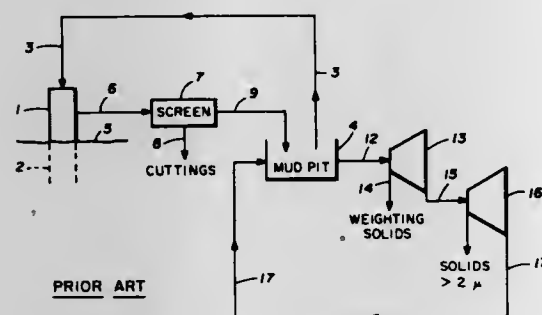 3
3
6
7
9
1
SCREEN
4
5
8
12
13
2
CUTTINGS
MUD PIT
14
15
16
WEIGHTING
SOLIDS
SOLIDS
> 2 μ
17
17
PRIOR ART